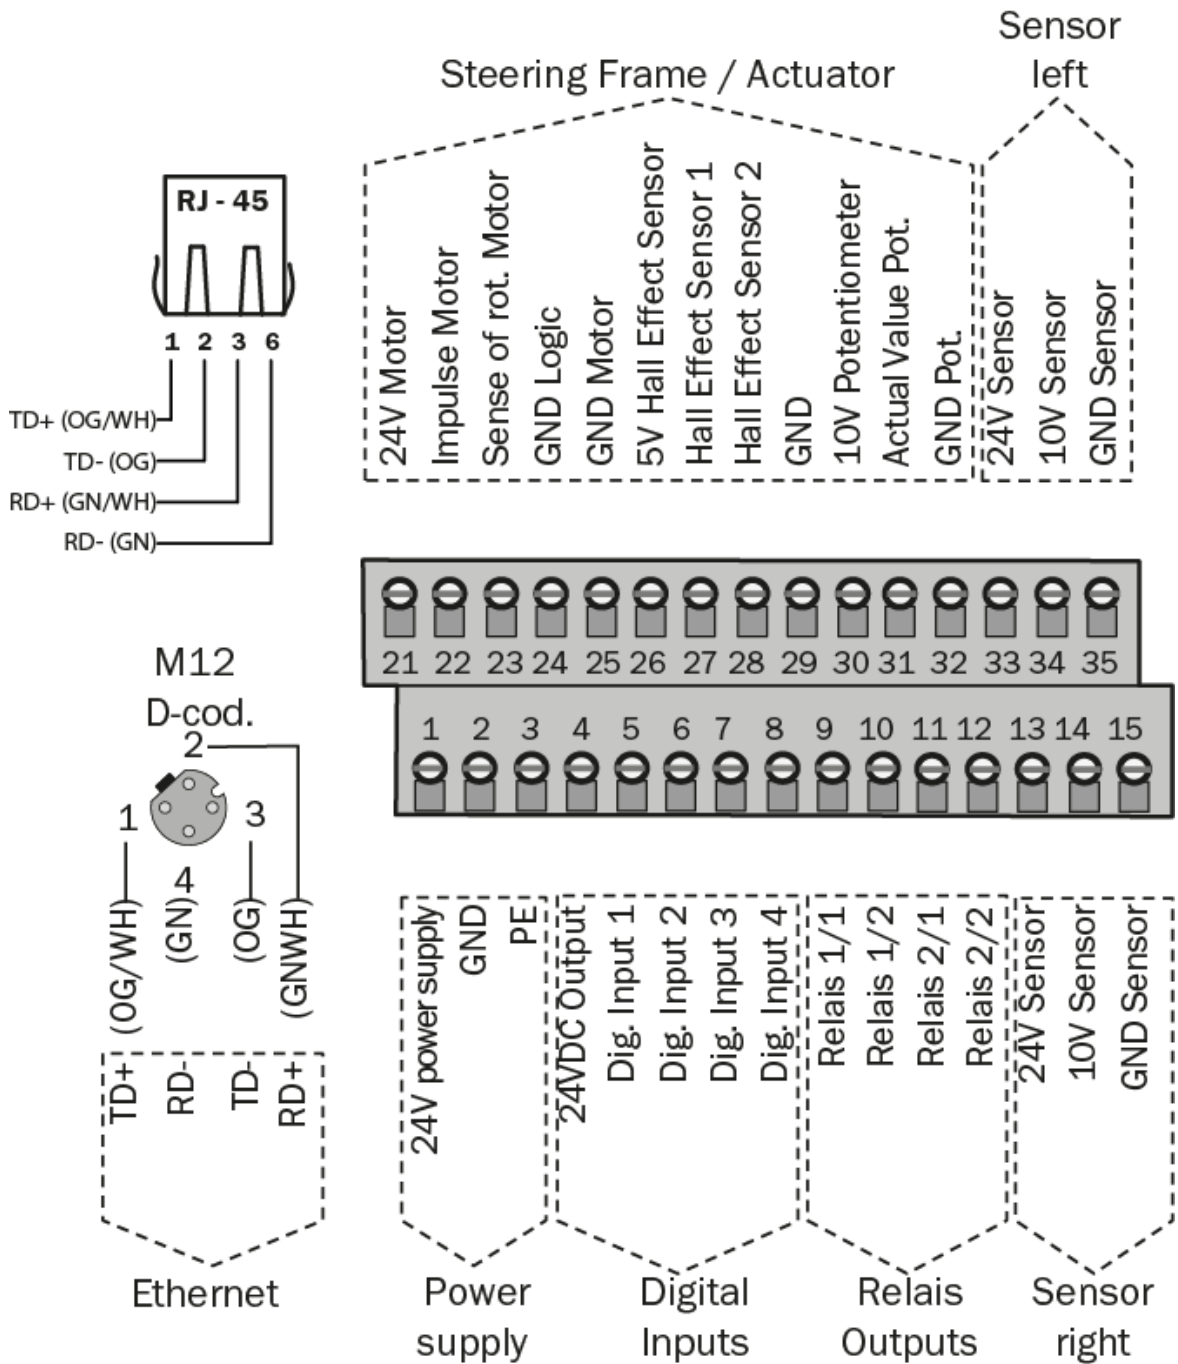 Sensor
left
Steering Frame / Actuator
RJ - 45
1 2 3 6
TD+ (OG/WH)
TD- (OG)
RD+ (GN/WH)
RD- (GN)
24V Motor
Impulse Motor
Sense of rot. Motor
GND Logic
GND Motor
5V Hall Effect Sensor
Hall Effect Sensor 1
Hall Effect Sensor 2
GND
10V Potentiometer
Actual Value Pot.
GND Pot.
24V Sensor
10V Sensor
GND Sensor
21 22 23 24 25 26 27 28 29 30 31 32 33 34 35
1 2 3 4 5 6 7 8 9 10 11 12 13 14 15
M12
D-cod.
2
1
3
4
(OG/WH)
(GN)
(OG)
(GNWH)
TD+
RD-
TD-
RD+
Ethernet
24V power supply
GND
PE
24VDC Output
Dig. Input 1
Dig. Input 2
Dig. Input 3
Dig. Input 4
Relais 1/1
Relais 1/2
Relais 2/1
Relais 2/2
24V Sensor
10V Sensor
GND Sensor
Power
supply
Digital
Inputs
Relais
Outputs
Sensor
right